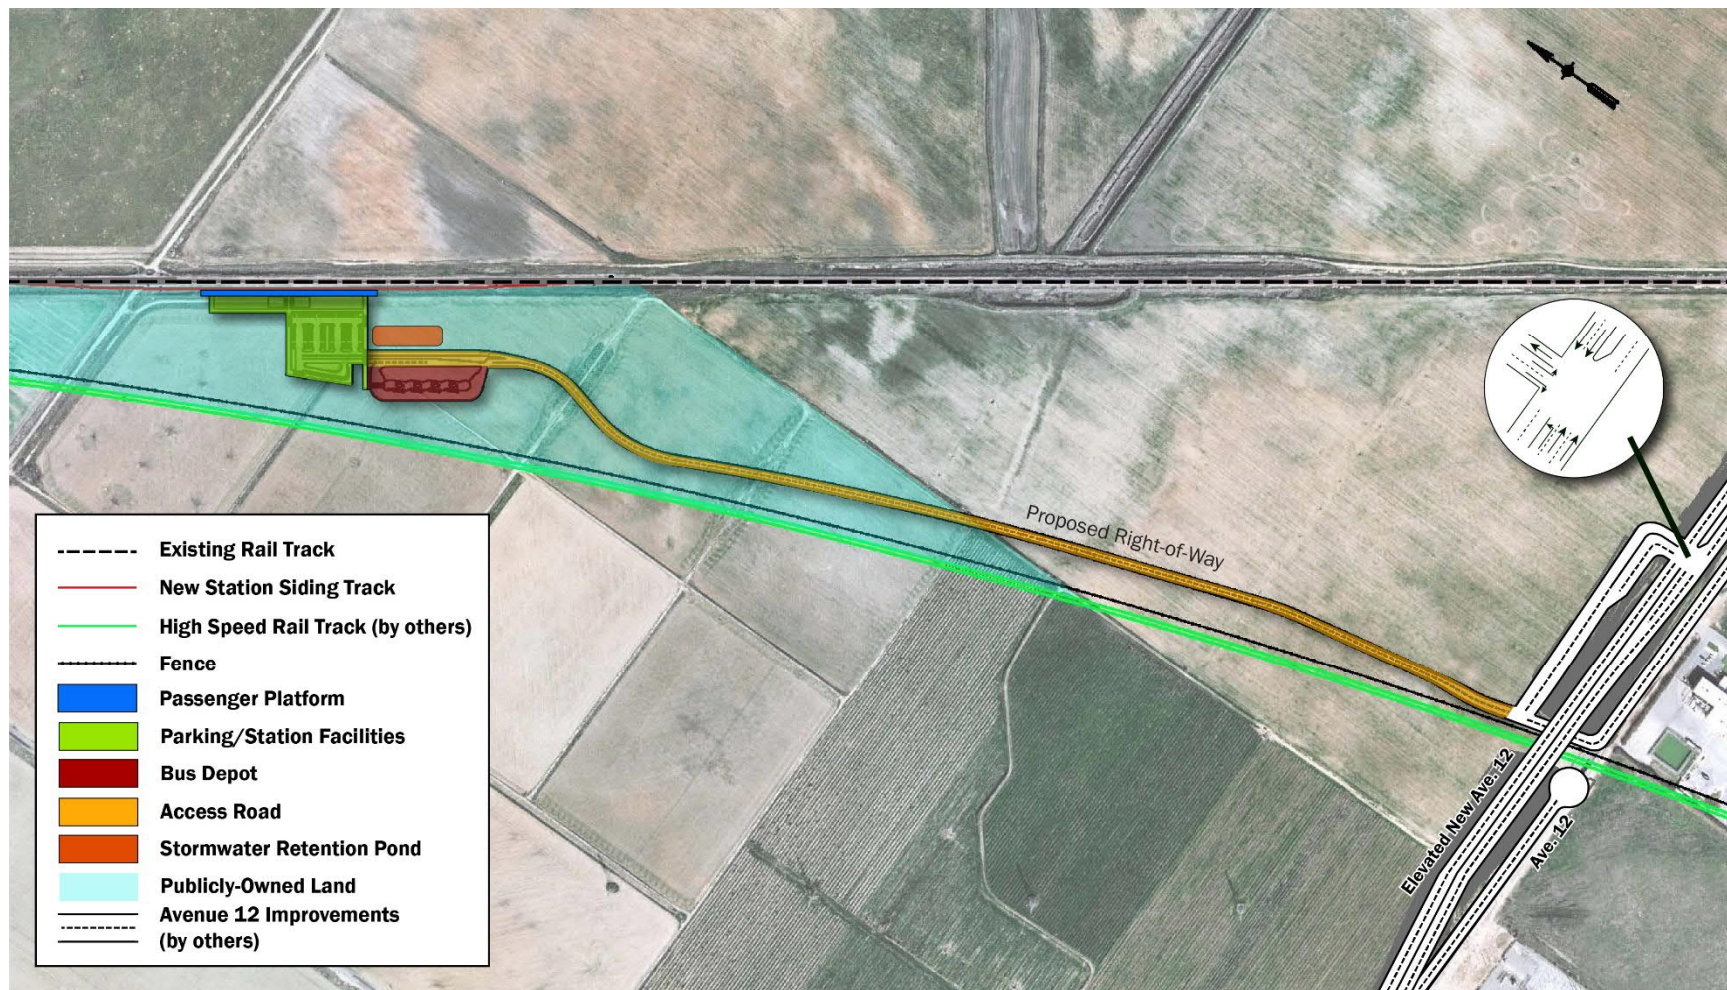 Proposed Right-of-Way
Existing Rail Track
New Station Siding Track
High Speed Rail Track (by others)
Fence
Passenger Platform
Parking/Station Facilities
Bus Depot
Access Road
Stormwater Retention Pond
Publicly-Owned Land
Avenue 12 Improvements
(by others)
Elevated New Ave. 12
Ave. 12